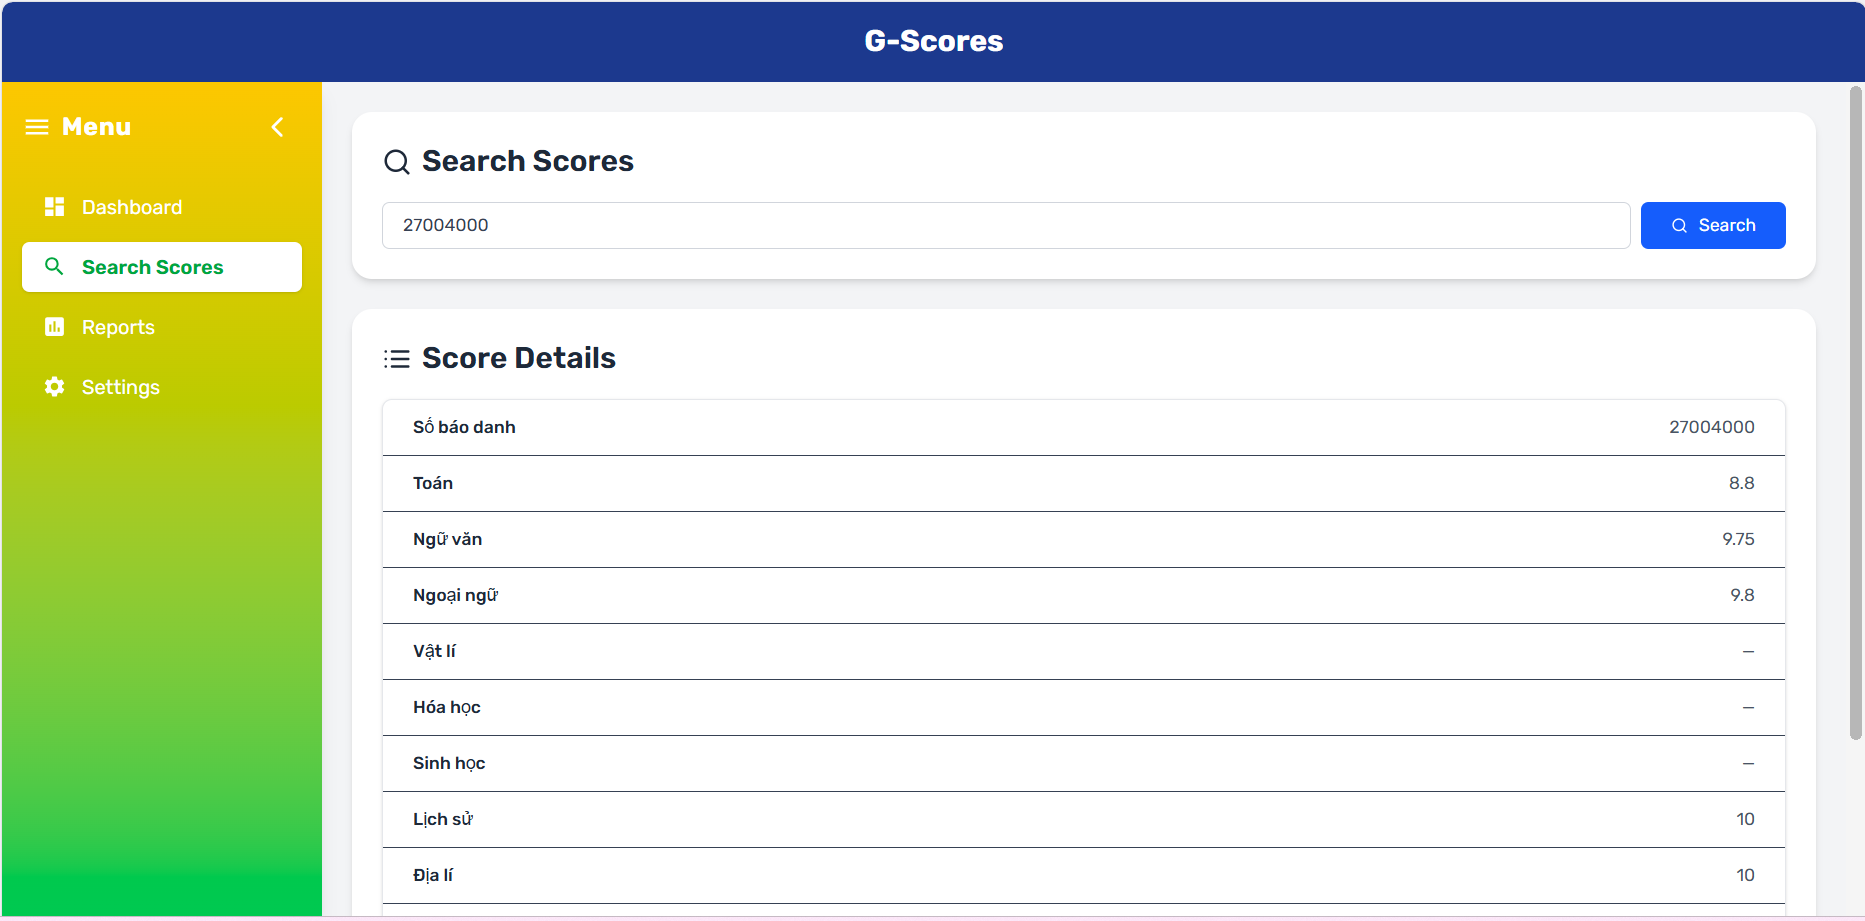 G-Scores
Menu
Dashboard
Search Scores
Reports
Settings
Search Scores
27004000
Search
Score Details
Số báo danh 27004000
Toán 8.8
Ngữ văn 9.75
Ngoại ngữ 9.8
Vật lí —
Hóa học —
Sinh học —
Lịch sử 10
Địa lí 10